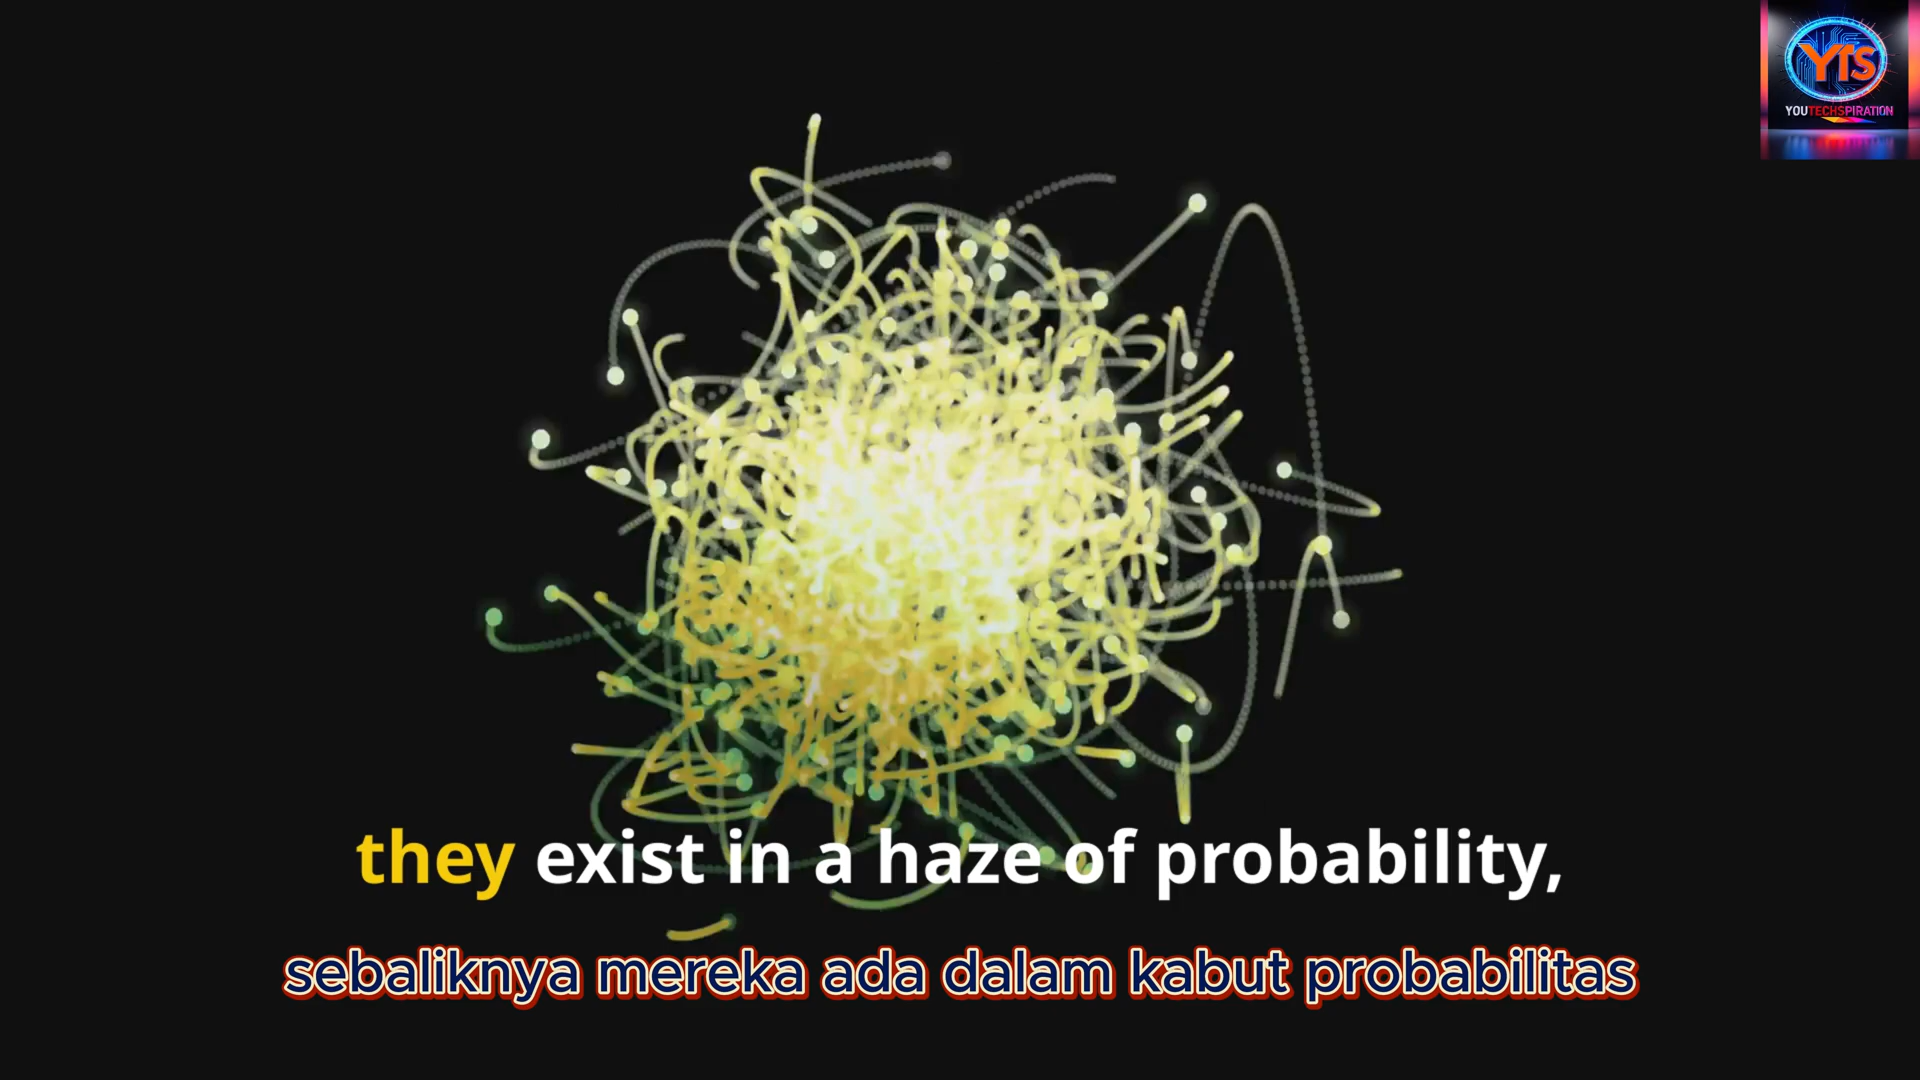 YTS
YOUTECHSPIRATION
they exist in a haze of probability,
sebaliknya mereka ada dalam kabut probabilitas